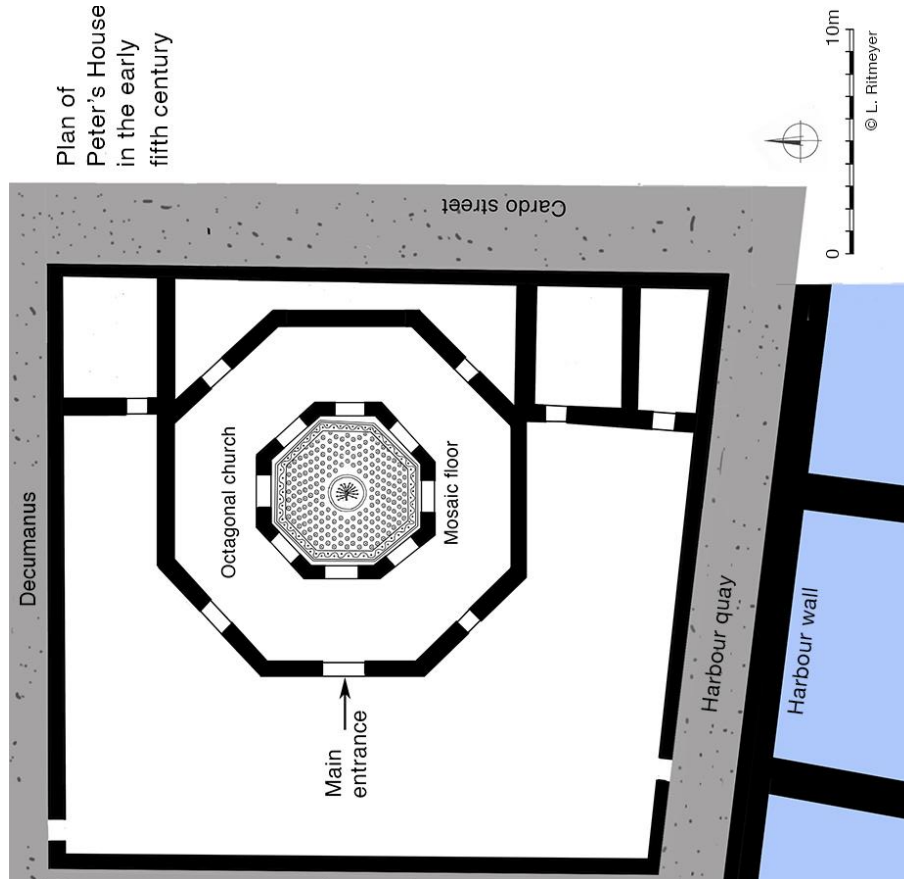 Plan of
Peter's House
in the early
fifth century
10m
0
© L. Ritmeyer
Cardo street
Decumanus
Octagonal church
Mosaic floor
Main
entrance
Harbour quay
Harbour wall